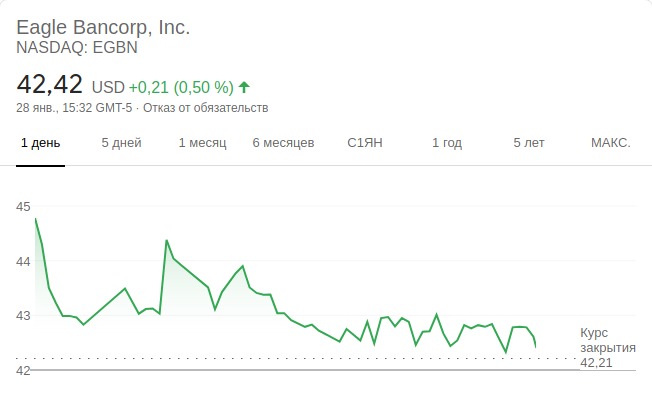 Eagle Bancorp, Inc.
NASDAQ: EGBN
42,42 USD +0,21 (0,50 %)
28 янв., 15:32 GMT-5 · Отказ от обязательств
1 день 5 дней 1 месяц 6 месяцев С1ЯН 1 год 5 лет МАКС.
45
44
43
Курс
закрытия
42,21
42